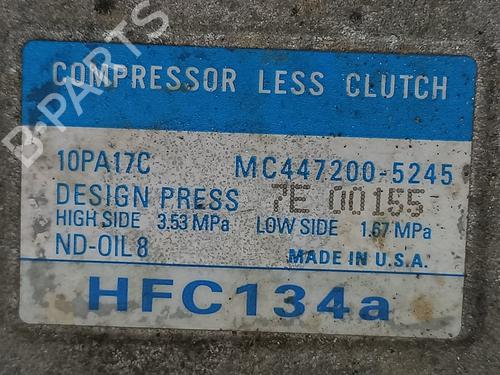 B-PARTS
COMPRESSOR LESS CLUTCH
10PA17C MC447200-5245
DESIGN PRESS 7E 00155
HIGH SIDE 3.53 MPa LOW SIDE 1.67 MPa
ND-OIL 8 MADE IN U.S.A.
HFC134a